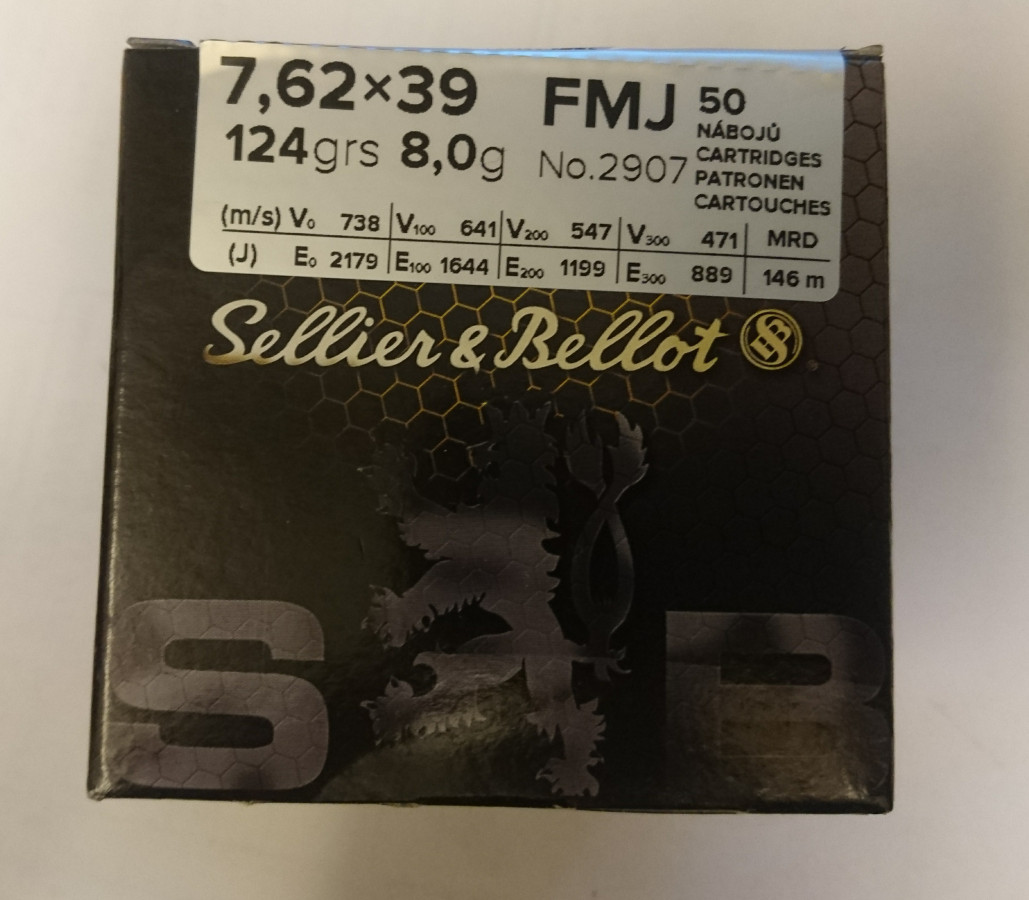 7,62×39 FMJ 50
NÁBOJŮ
124grs 8,0g No.2907 CARTRIDGES
PATRONEN
CARTOUCHES
(m/s) V₀ 738 V₁₀₀ 641 V₂₀₀ 547 V₃₀₀ 471 MRD
(J) E₀ 2179 E₁₀₀ 1644 E₂₀₀ 1199 E₃₀₀ 889 146 m
Sellier & Bellot SB
S B